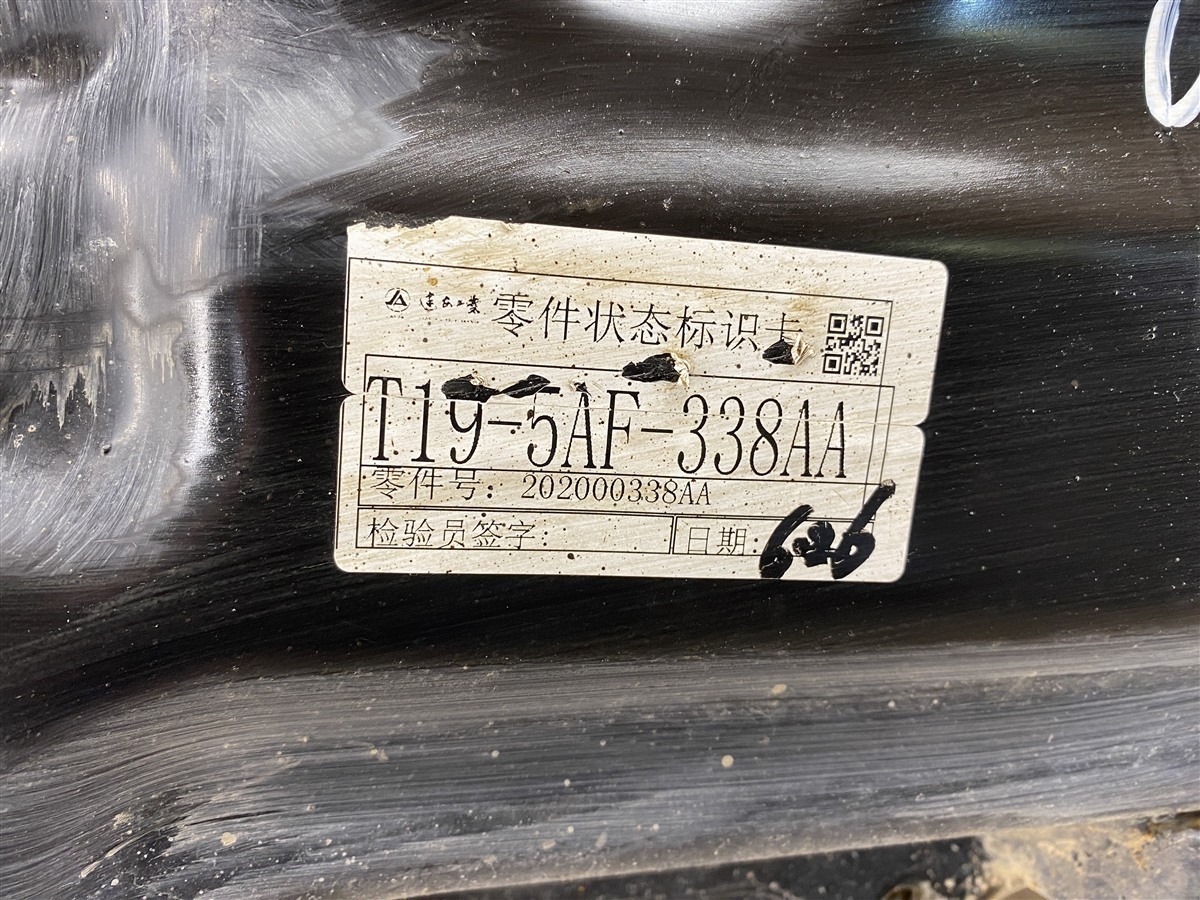 零件状态标识卡
T19-5AF-338AA
零件号: 202000338AA
检验员签字:
日期: 626